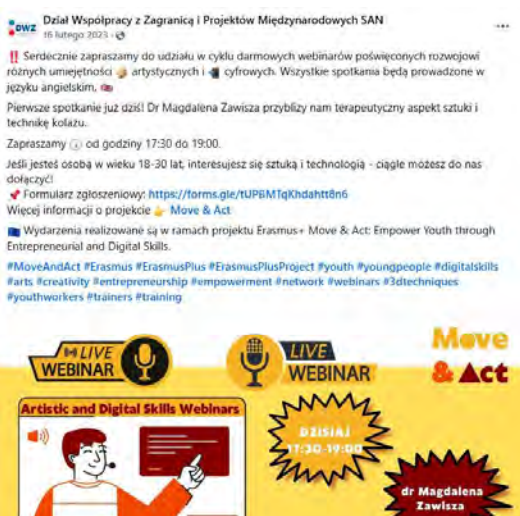 DWZ
Dział Współpracy z Zagranicą i Projektów Międzynarodowych SAN
16 lutego 2023
!! Serdecznie zapraszamy do udziału w cyklu darmowych webinarów poświęconych rozwojowi
różnych umiejętności artystycznych i cyfrowych. Wszystkie spotkania będą prowadzone w
języku angielskim.
Pierwsze spotkanie już dziś! Dr Magdalena Zawisza przybliży nam terapeutyczny aspekt sztuki i
technikę kolażu.
Zapraszamy od godziny 17:30 do 19:00.
Jeśli jesteś osobą w wieku 18-30 lat, interesujesz się sztuką i technologią - ciągle możesz do nas
dołączyć!
Formularz zgłoszeniowy: https://forms.gle/tUPBMTqKhdahtt8n6
Więcej informacji o projekcie Move & Act
Wydarzenia realizowane są w ramach projektu Erasmus+ Move & Act: Empower Youth through
Entrepreneurial and Digital Skills.
#MoveAndAct #Erasmus #ErasmusPlus #ErasmusPlusProject #youth #youngpeople #digitalskills
#arts #creativity #entrepreneurship #empowerment #network #webinars #3dtechniques
#youthworkers #trainers #training
LIVE
WEBINAR
LIVE
WEBINAR
Move
& Act
Artistic and Digital Skills Webinars
DZISIAJ
17:30-19:00
dr Magdalena
Zawisza